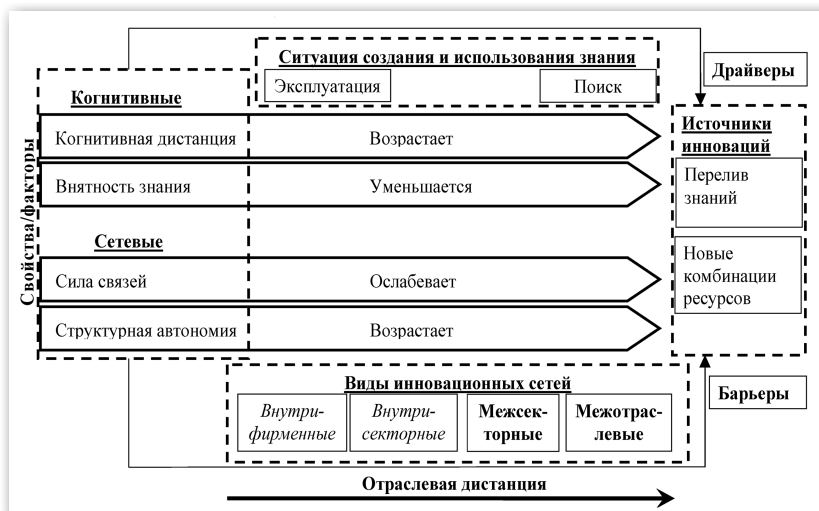 Ситуация создания и использования знания
Эксплуатация
Поиск
Драйверы
Свойства/факторы
Когнитивные
Когнитивная дистанция
Возрастает
Внятность знания
Уменьшается
Сетевые
Сила связей
Ослабевает
Структурная автономия
Возрастает
Источники
инноваций
Перелив
знаний
Новые
комбинации
ресурсов
Барьеры
Виды инновационных сетей
Внутри-
фирменные
Внутри-
секторные
Межсек-
торные
Межотрас-
левые
Отраслевая дистанция